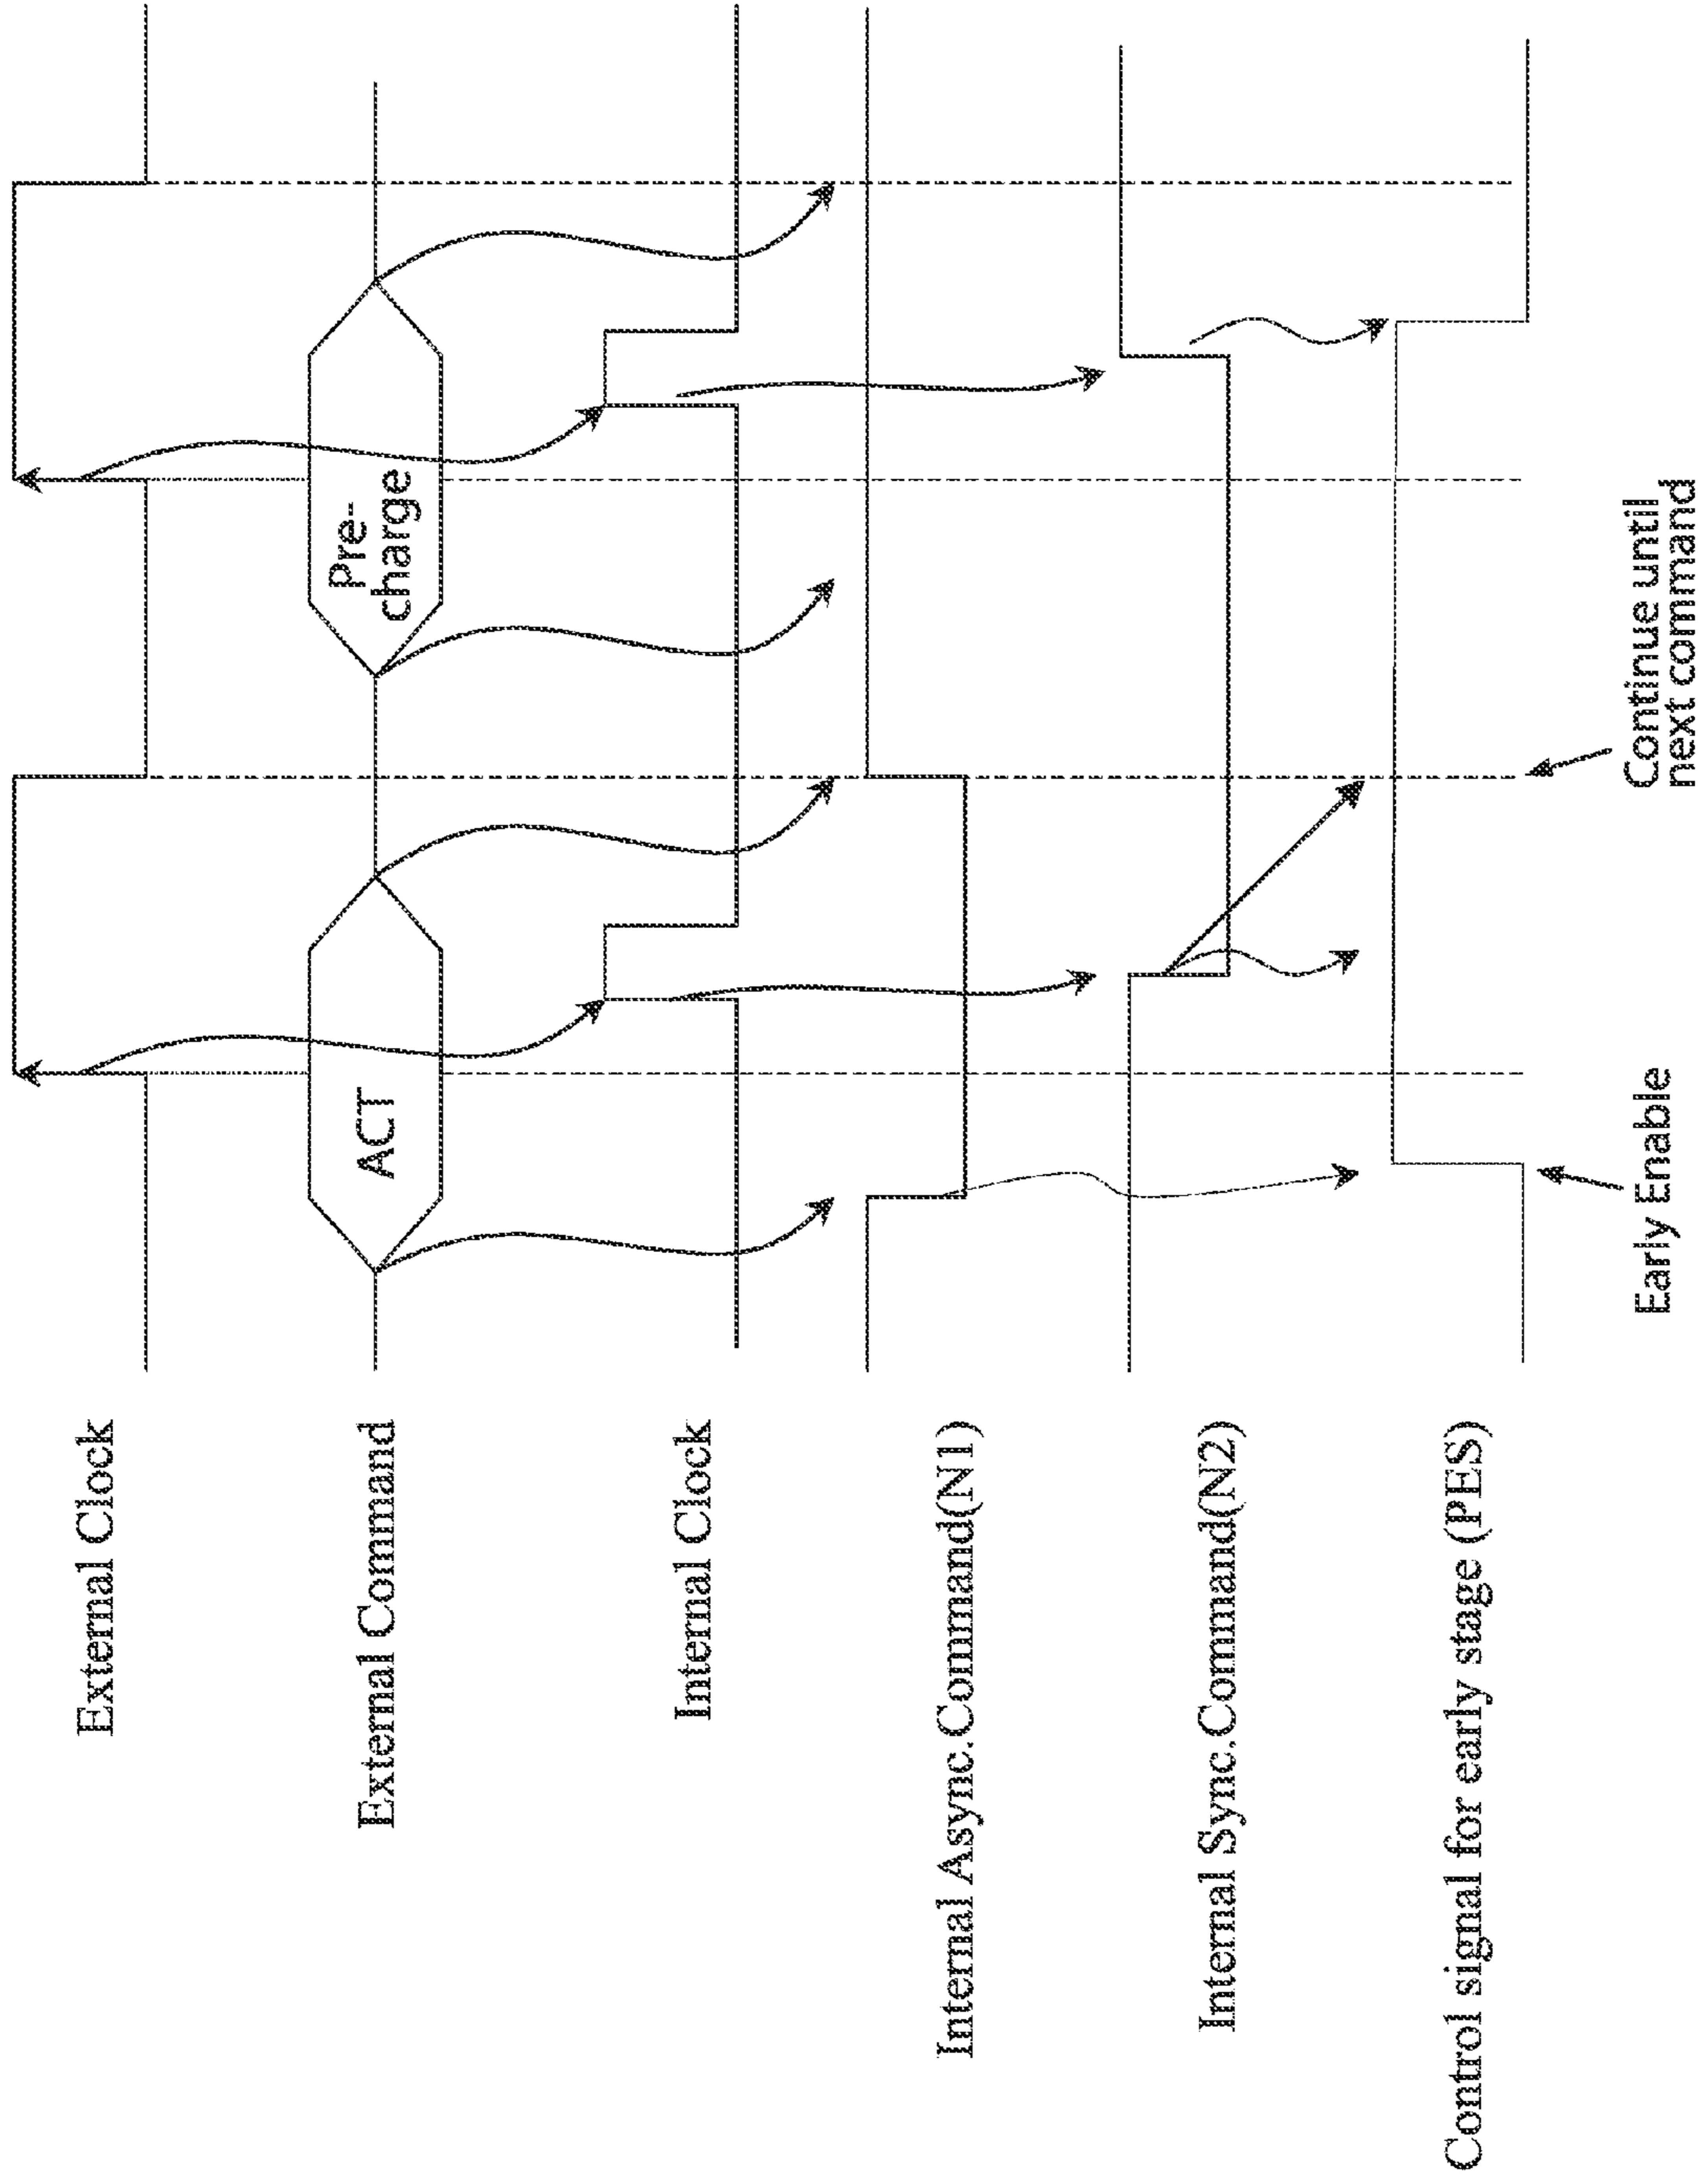 External Clock
External Command
ACT
Pre-
charge
Internal Clock
Internal Async.Command(N1)
Internal Sync.Command(N2)
Control signal for early stage (PES)
Early Enable
Continue until
next command